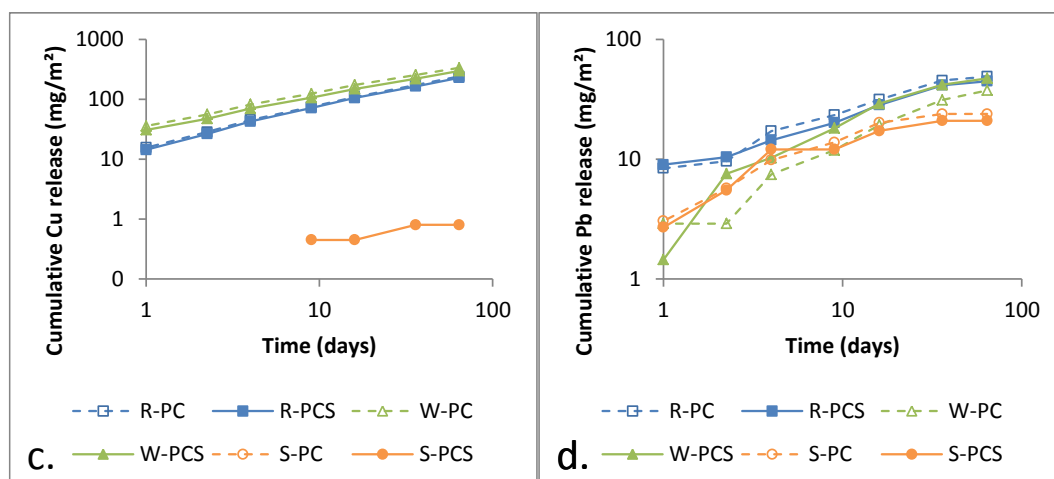 Cumulative Cu release (mg/m²)
1000
100
10
1
0
1 10 100
Time (days)
R-PC R-PCS W-PC
W-PCS S-PC S-PCS
c.
Cumulative Pb release (mg/m²)
100
10
1
1 10 100
Time (days)
R-PC R-PCS W-PC
W-PCS S-PC S-PCS
d.